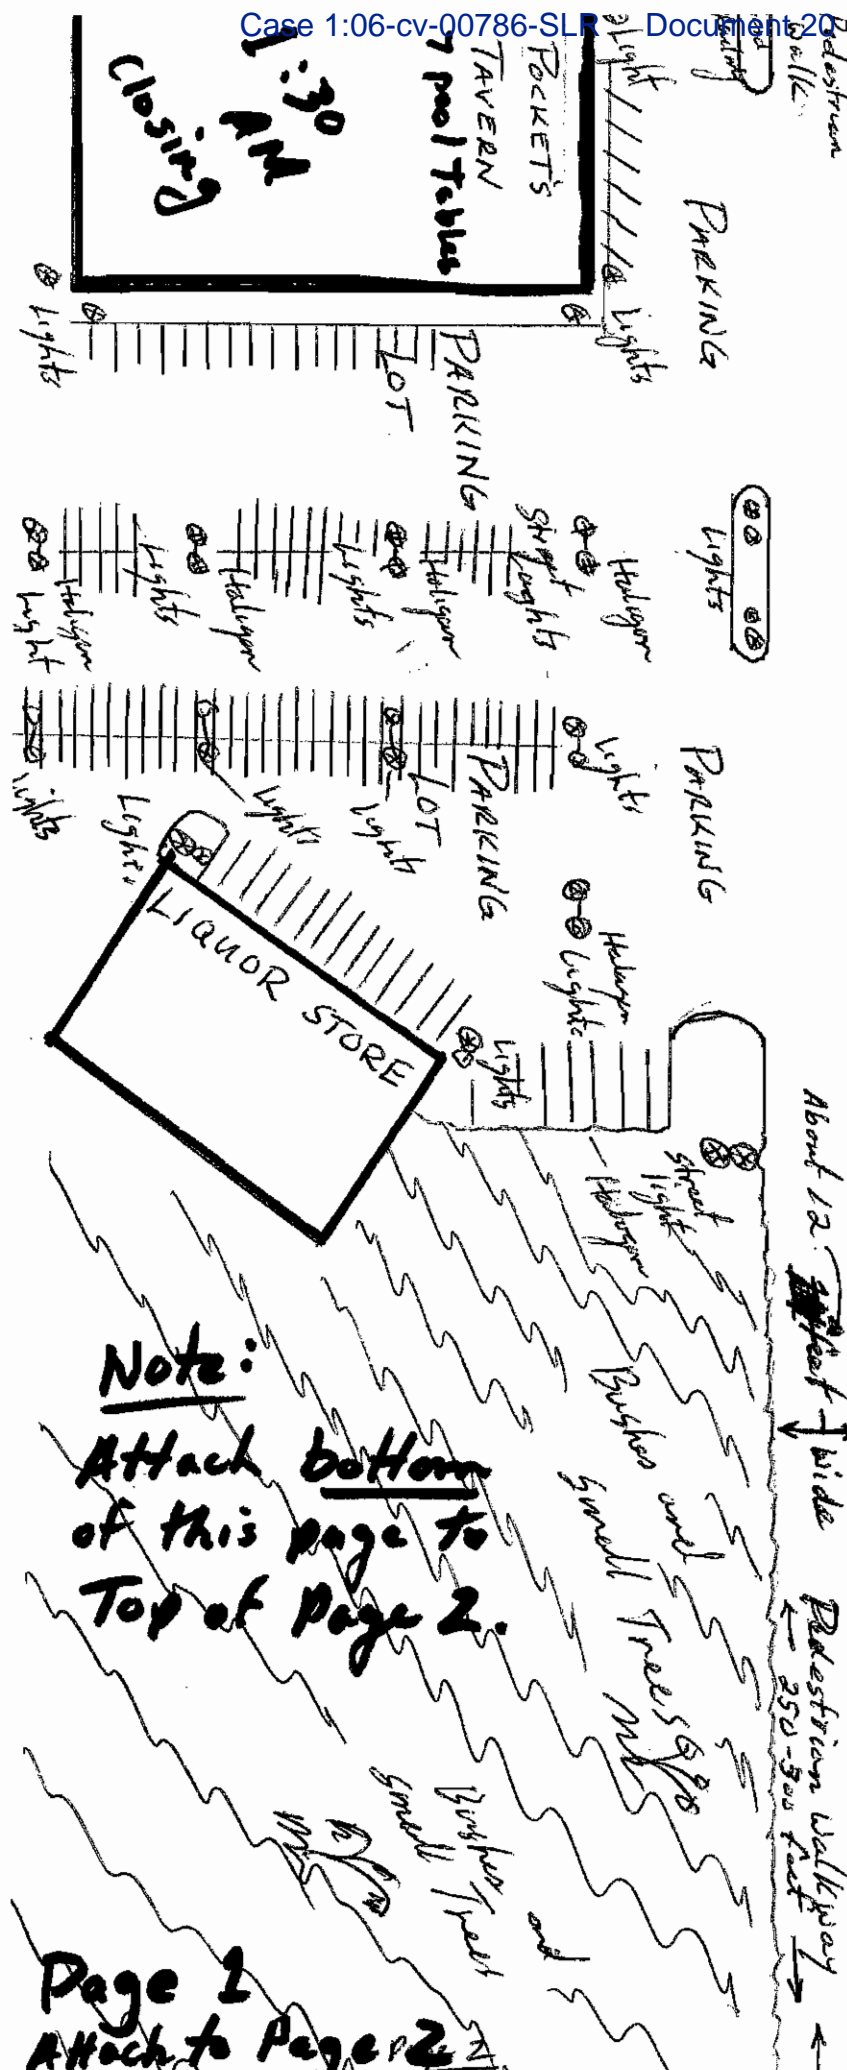 Case 1:06-cv-00786-SLR Document 20
Pedestrian
Walk
Light
POCKET'S
TAVERN
7 pool Tables
1:30
AM
Closing
PARKING
Lights
Lights
PARKING
LOT
Lights
Halogen
Street
Lights
Halogen
Lights
Halogen
Lights
Halogen
Light
PARKING
Lights
PARKING
LOT
Lights
Lights
Lights
Lights
LIQUOR STORE
Halogen
Lights
Lights
Street
light
Halogen
About 12
feet
Wide
Pedestrian Walkway
← 250-300 feet →
Bushes and
Small Trees
Note:
Attach bottom
of this page to
Top of Page 2.
Bushes and
Small Trees
Page 1
Attach to Page 2